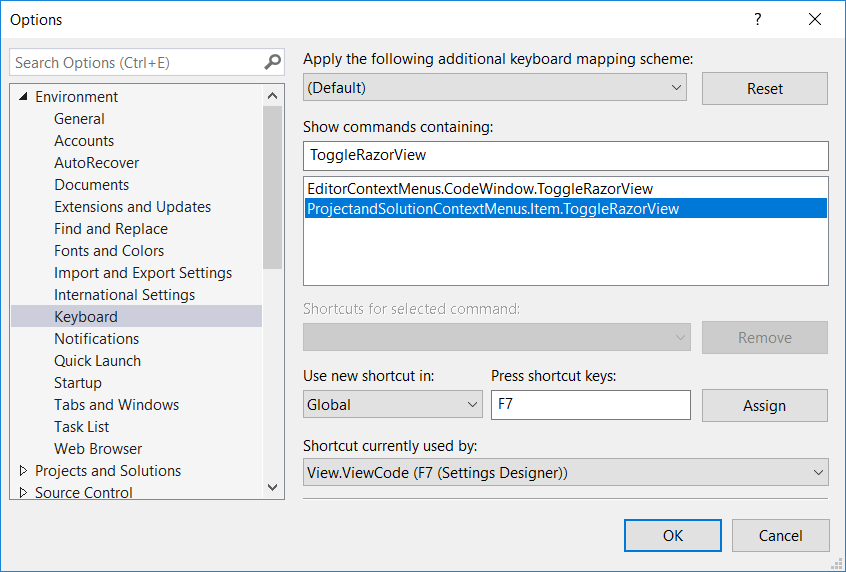 Options
?
Search Options (Ctrl+E)
Environment
General
Accounts
AutoRecover
Documents
Extensions and Updates
Find and Replace
Fonts and Colors
Import and Export Settings
International Settings
Keyboard
Notifications
Quick Launch
Startup
Tabs and Windows
Task List
Web Browser
Projects and Solutions
Source Control
Apply the following additional keyboard mapping scheme:
(Default)
Reset
Show commands containing:
ToggleRazorView
EditorContextMenus.CodeWindow.ToggleRazorView
ProjectandSolutionContextMenus.Item.ToggleRazorView
Shortcuts for selected command:
Remove
Use new shortcut in:
Press shortcut keys:
Global
F7
Assign
Shortcut currently used by:
View.ViewCode (F7 (Settings Designer))
OK
Cancel